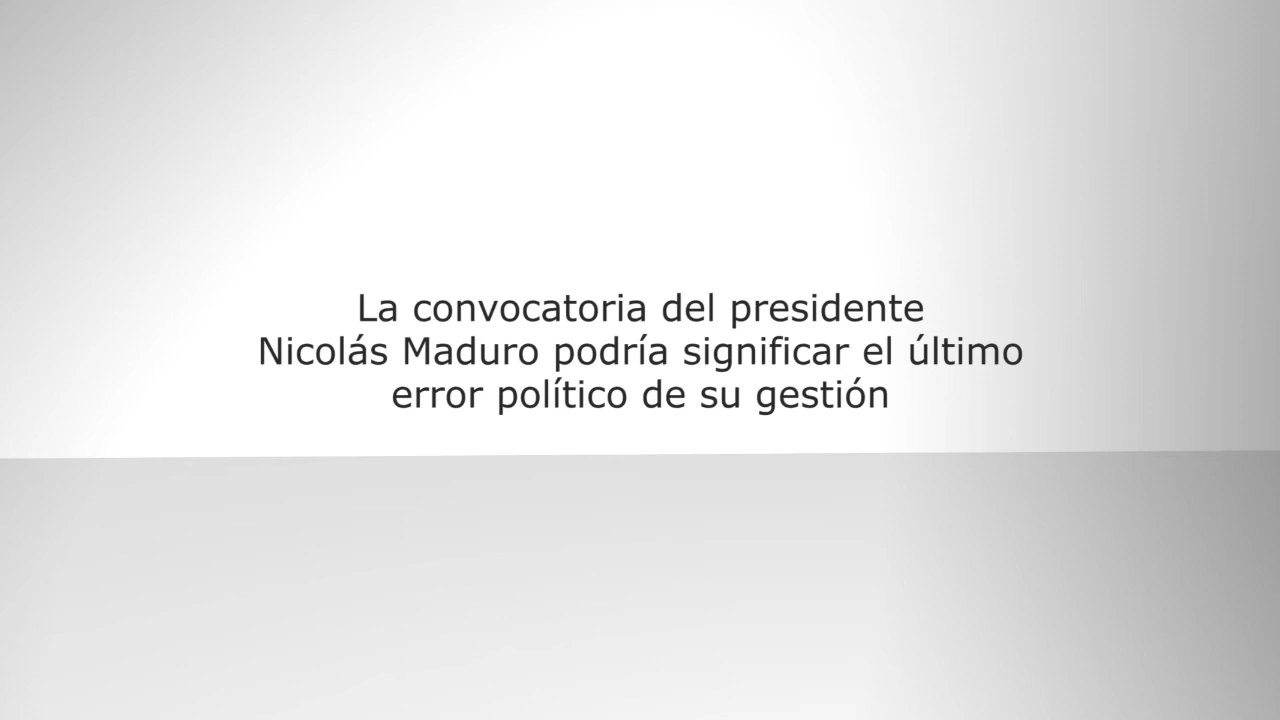 La convocatoria del presidente
Nicolás Maduro podría significar el último
error político de su gestión